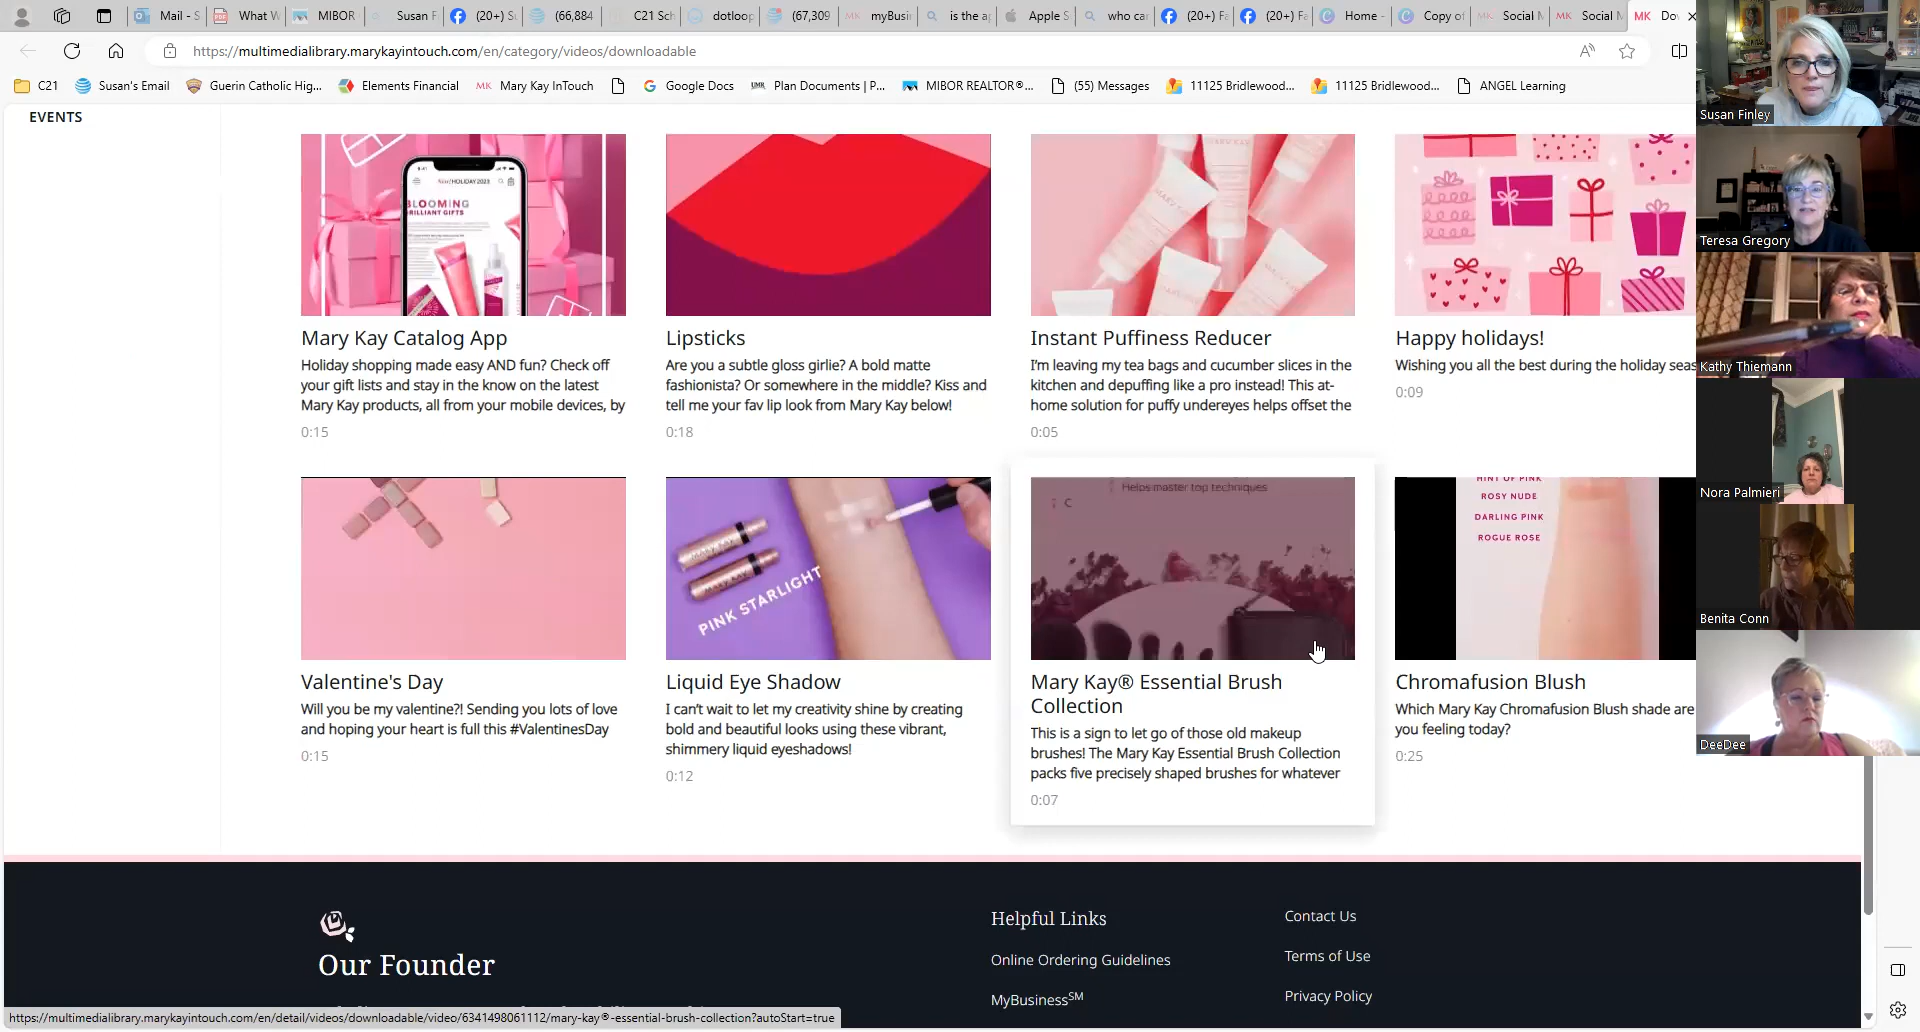 Mail - S
What W
MIBOR
Susan F
(20+) Su
(66,884
C21 Sch
dotloop
(67,309
myBusi
is the ap
Apple S
who ca
(20+) Fa
(20+) Fa
Home -
Copy of
Social M
Social M
Do
https://multimedialibrary.marykayintouch.com/en/category/videos/downloadable
C21
Susan's Email
Guerin Catholic Hig...
Elements Financial
Mary Kay InTouch
Google Docs
Plan Documents | P...
MIBOR REALTOR®...
(55) Messages
11125 Bridlewood...
11125 Bridlewood...
ANGEL Learning
EVENTS
HOLIDAY 2023
BLOOMING
BRILLIANT GIFTS
Mary Kay Catalog App
Holiday shopping made easy AND fun? Check off
your gift lists and stay in the know on the latest
Mary Kay products, all from your mobile devices, by
0:15
Lipsticks
Are you a subtle gloss girlie? A bold matte
fashionista? Or somewhere in the middle? Kiss and
tell me your fav lip look from Mary Kay below!
0:18
MARY KAY
Instant Puffiness Reducer
I'm leaving my tea bags and cucumber slices in the
kitchen and depuffing like a pro instead! This at-
home solution for puffy undereyes helps offset the
0:05
Happy holidays!
Wishing you all the best during the holiday seas
0:09
Valentine's Day
Will you be my valentine?! Sending you lots of love
and hoping your heart is full this #ValentinesDay
0:15
PINK STARLIGHT
Liquid Eye Shadow
I can't wait to let my creativity shine by creating
bold and beautiful looks using these vibrant,
shimmery liquid eyeshadows!
0:12
Helps master top techniques
Mary Kay® Essential Brush
Collection
This is a sign to let go of those old makeup
brushes! The Mary Kay Essential Brush Collection
packs five precisely shaped brushes for whatever
0:07
HINT OF PINK
ROSY NUDE
DARLING PINK
ROGUE ROSE
Chromafusion Blush
Which Mary Kay Chromafusion Blush shade are
you feeling today?
0:25
Our Founder
Helpful Links
Online Ordering Guidelines
MyBusiness℠
Contact Us
Terms of Use
Privacy Policy
https://multimedialibrary.marykayintouch.com/en/detail/videos/downloadable/video/6341498061112/mary-kay®-essential-brush-collection?autoStart=true
Susan Finley
Teresa Gregory
Kathy Thiemann
Nora Palmieri
Benita Conn
DeeDee